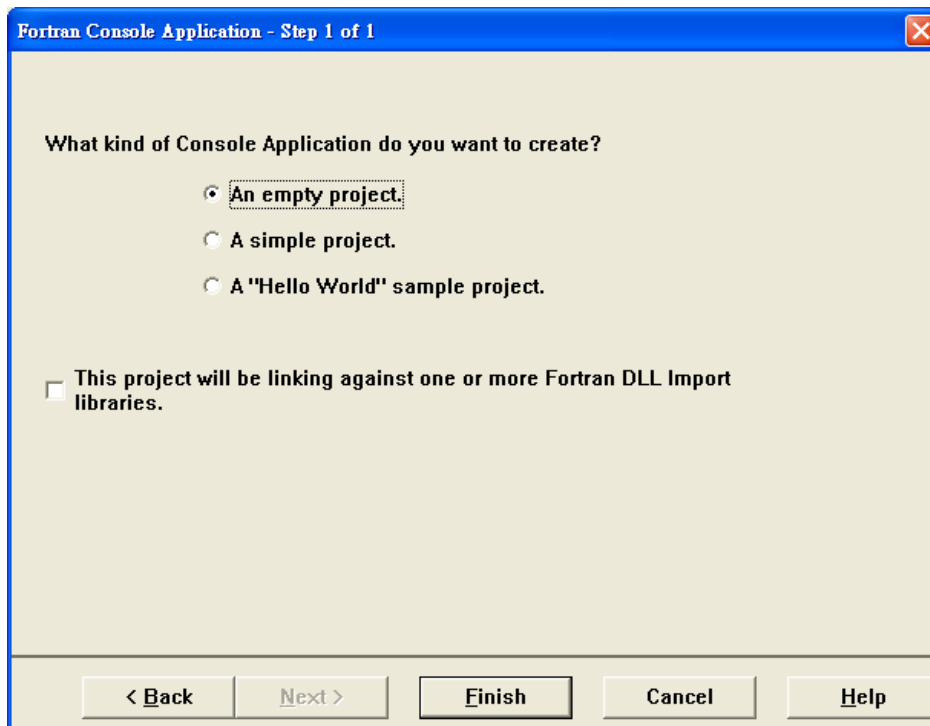 Fortran Console Application - Step 1 of 1
What kind of Console Application do you want to create?
An empty project.
A simple project.
A "Hello World" sample project.
This project will be linking against one or more Fortran DLL Import
libraries.
< Back
Next >
Finish
Cancel
Help